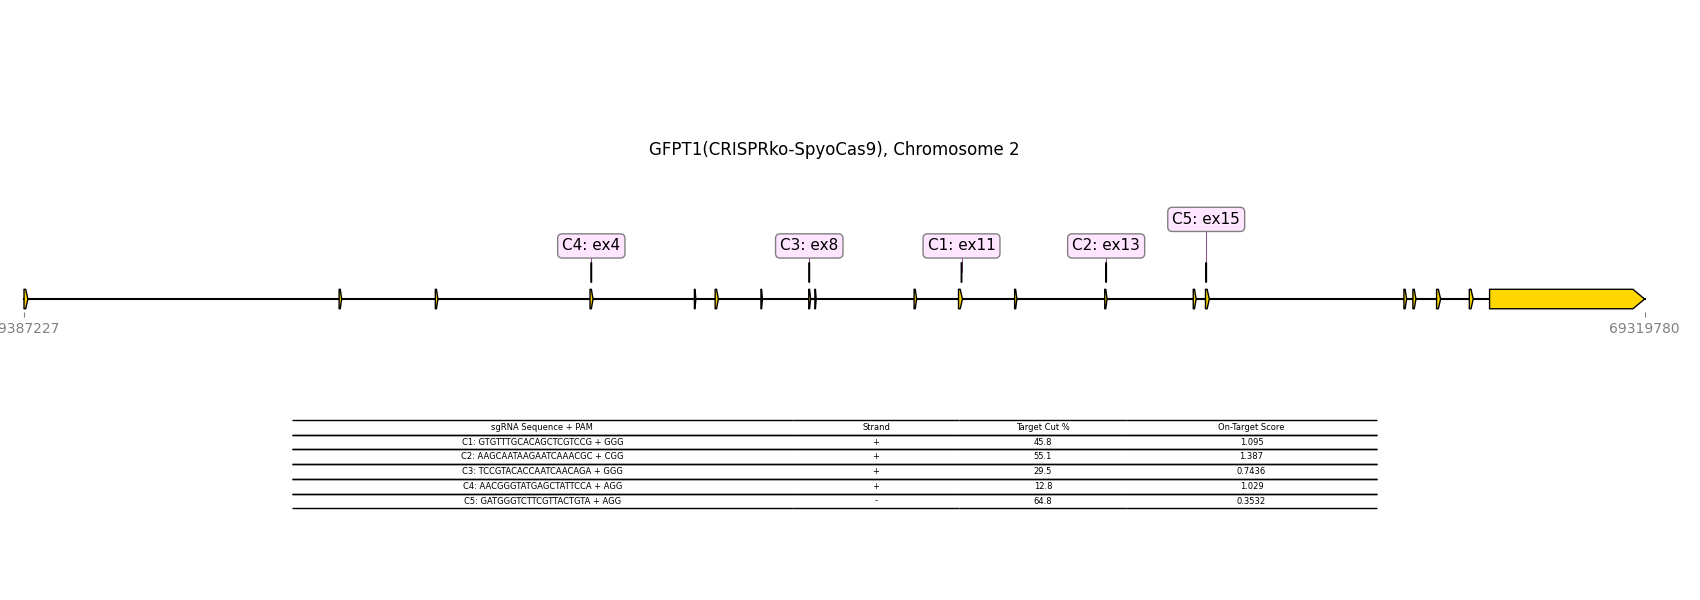 GFPT1(CRISPRko-SpyoCas9), Chromosome 2
C5: ex15
C4: ex4 C3: ex8 C1: ex11 C2: ex13
9387227 69319780
sgRNA Sequence + PAM Strand Target Cut % On-Target Score
C1: GTGTTTGCACAGCTCGTCCG + GGG + 45.8 1.095
C2: AAGCAATAAGAATCAAACGC + CGG + 55.1 1.387
C3: TCCGTACACCAATCAACAGA + GGG + 29.5 0.7436
C4: AACGGGTATGAGCTATTCCA + AGG + 12.8 1.029
C5: GATGGGTCTTCGTTACTGTA + AGG - 64.8 0.3532